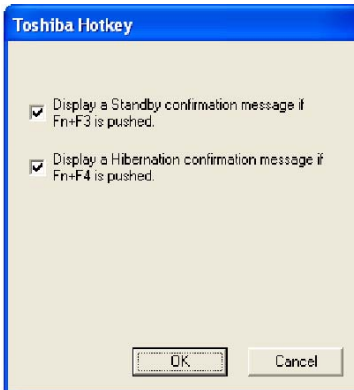 Toshiba Hotkey
Display a Standby confirmation message if
Fn+F3 is pushed.
Display a Hibernation confirmation message if
Fn+F4 is pushed.
OK
Cancel